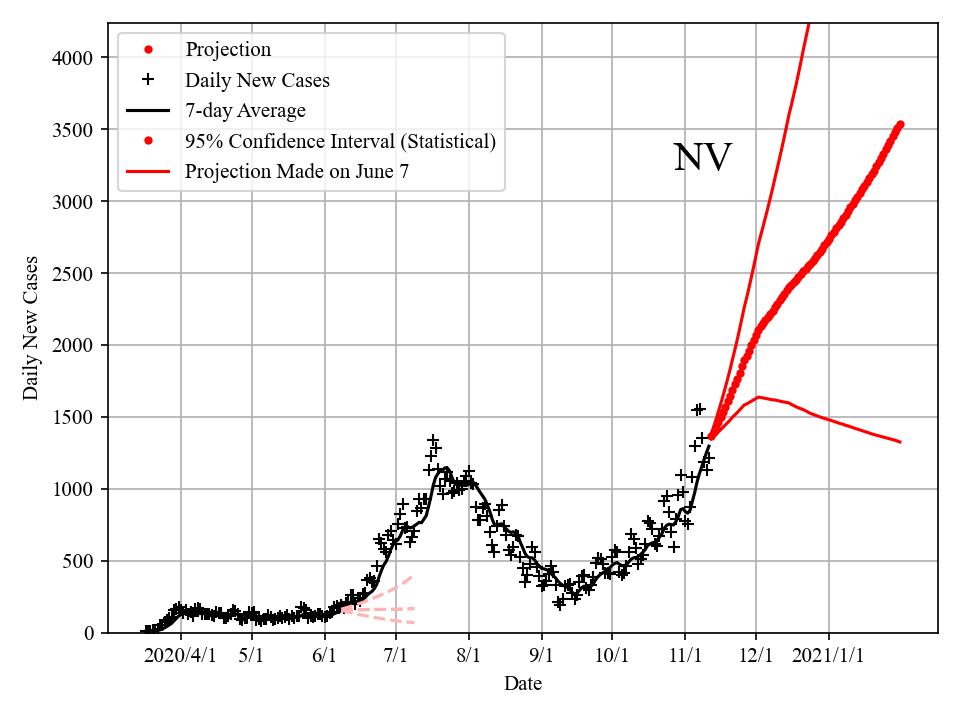 Projection
Daily New Cases
7-day Average
95% Confidence Interval (Statistical)
Projection Made on June 7
NV
4000
3500
3000
2500
2000
1500
1000
500
0
Daily New Cases
2020/4/1 5/1 6/1 7/1 8/1 9/1 10/1 11/1 12/1 2021/1/1
Date